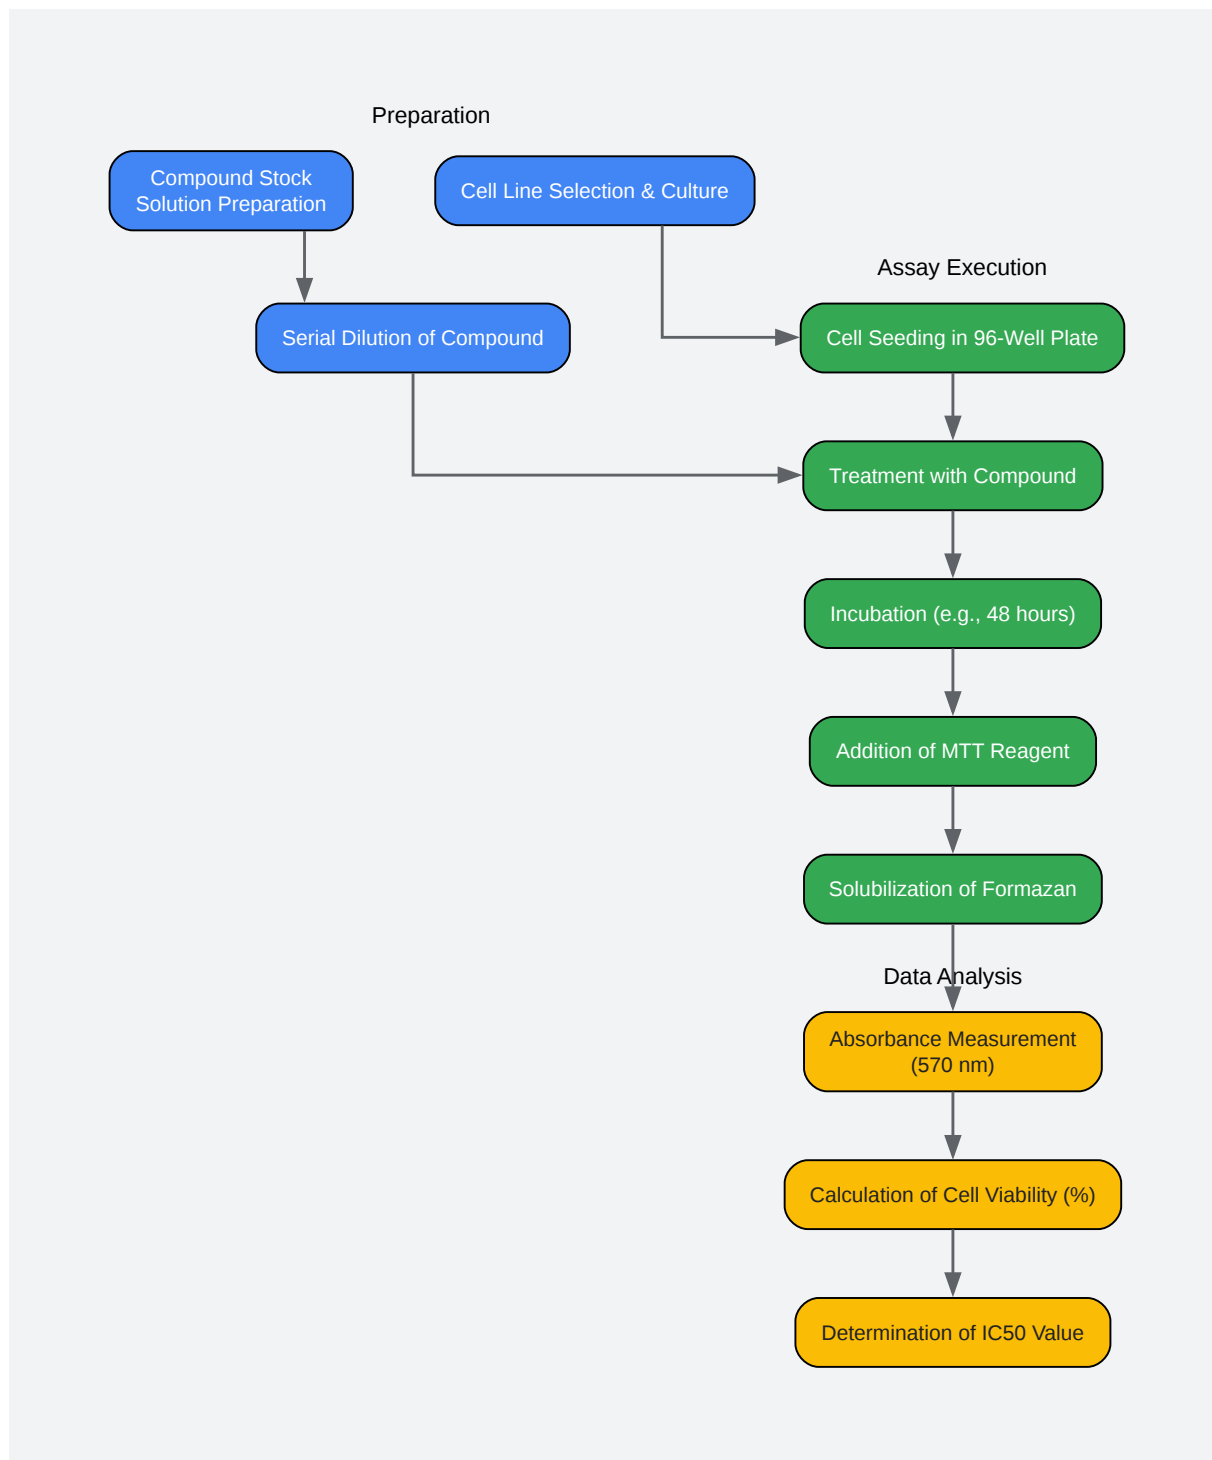 Preparation
Compound Stock
Solution Preparation
Cell Line Selection & Culture
Serial Dilution of Compound
Assay Execution
Cell Seeding in 96-Well Plate
Treatment with Compound
Incubation (e.g., 48 hours)
Addition of MTT Reagent
Solubilization of Formazan
Data Analysis
Absorbance Measurement
(570 nm)
Calculation of Cell Viability (%)
Determination of IC50 Value